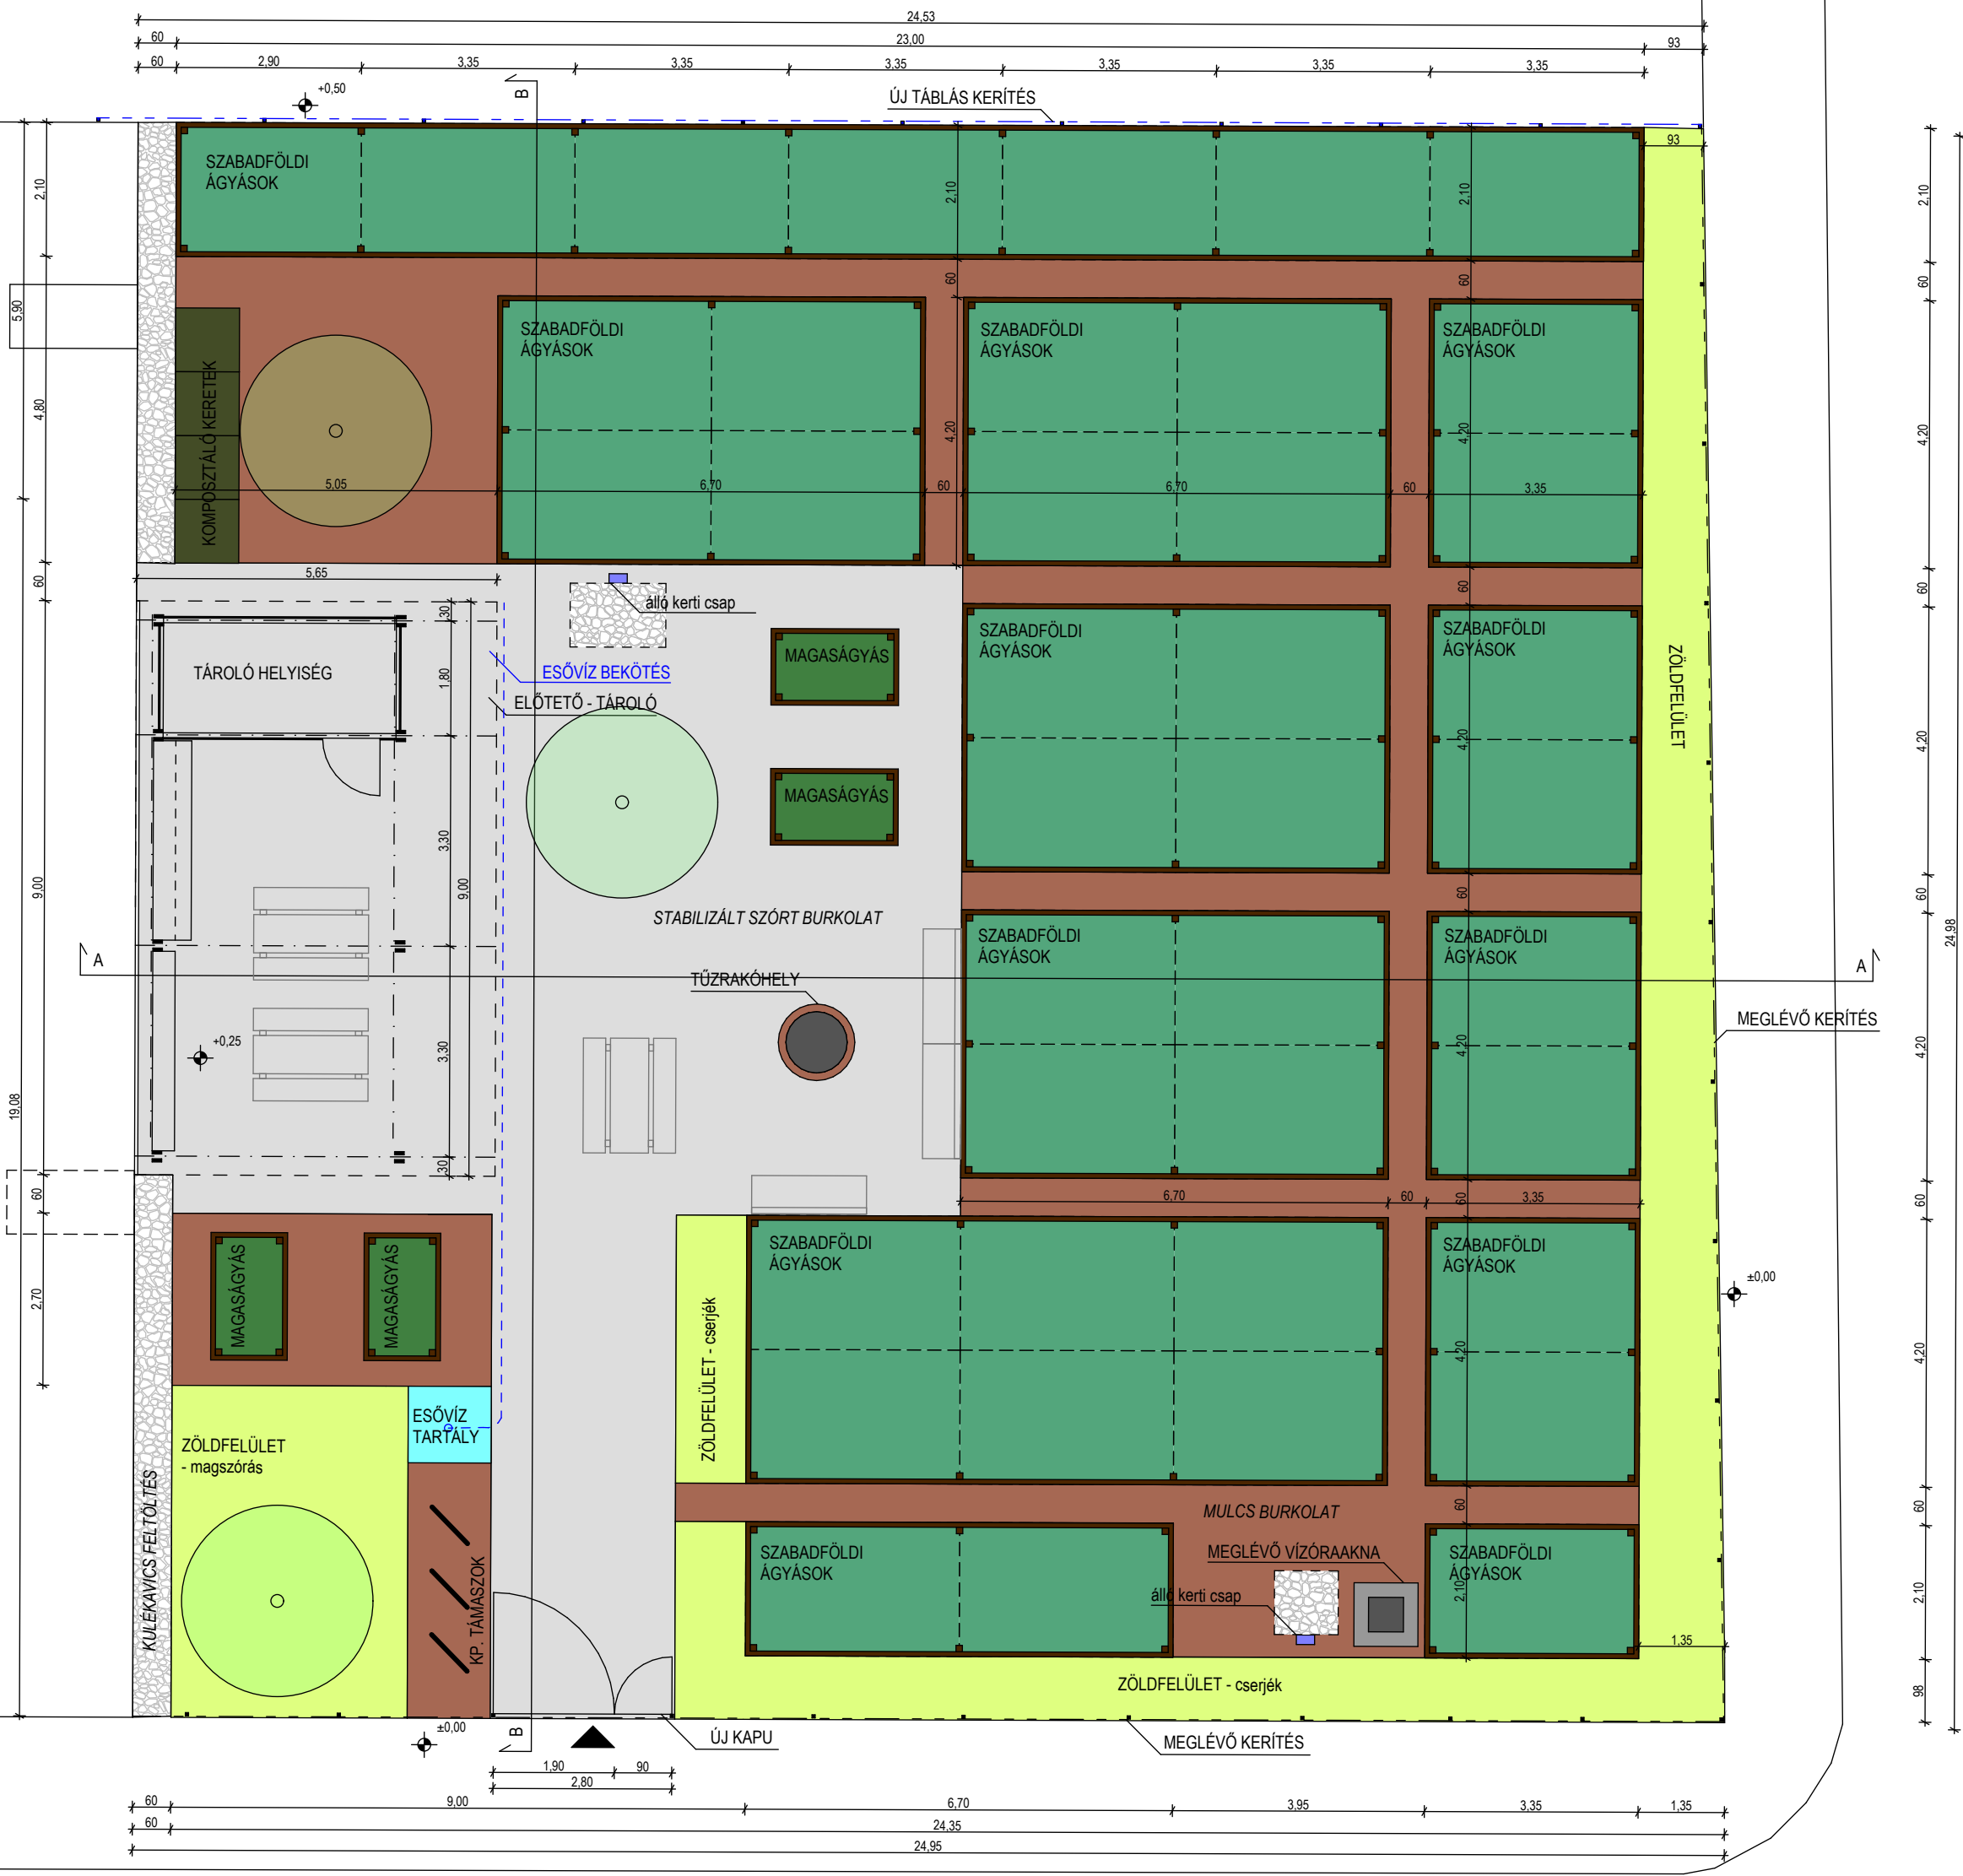 24,53
60
23,00
93
60
2,90
3,35
3,35
3,35
3,35
3,35
3,35
+0,50
B
ÚJ TÁBLÁS KERÍTÉS
93
SZABADFÖLDI
ÁGYÁSOK
2,10
2,10
2,10
2,10
60
60
60
5,90
4,80
KOMPOSZTÁLÓ KERETEK
SZABADFÖLDI
ÁGYÁSOK
SZABADFÖLDI
ÁGYÁSOK
SZABADFÖLDI
ÁGYÁSOK
4,20
4,20
4,20
5,05
6,70
60
6,70
60
3,35
60
5,65
30
60
60
álló kerti csap
TÁROLÓ HELYISÉG
1,80
ESŐVÍZ BEKÖTÉS
ELŐTETŐ - TÁROLÓ
MAGASÁGYÁS
MAGASÁGYÁS
SZABADFÖLDI
ÁGYÁSOK
SZABADFÖLDI
ÁGYÁSOK
4,20
4,20
ZÖLDFELÜLET
9,00
3,30
9,00
60
60
24,98
STABILIZÁLT SZÓRT BURKOLAT
SZABADFÖLDI
ÁGYÁSOK
SZABADFÖLDI
ÁGYÁSOK
A
A
TŰZRAKÓHELY
MEGLÉVŐ KERÍTÉS
+0,25
3,30
4,20
4,20
19,08
30
60
6,70
60
60
3,35
60
2,70
MAGASÁGYÁS
MAGASÁGYÁS
ZÖLDFELÜLET - cserjék
SZABADFÖLDI
ÁGYÁSOK
SZABADFÖLDI
ÁGYÁSOK
±0,00
4,20
4,20
ESŐVÍZ
TARTÁLY
ZÖLDFELÜLET
- magszórás
KULÉKAVICS FELTÖLTÉS
KP. TÁMASZOK
60
60
MULCS BURKOLAT
SZABADFÖLDI
ÁGYÁSOK
MEGLÉVŐ VÍZÓRAAKNA
álló kerti csap
SZABADFÖLDI
ÁGYÁSOK
2,10
2,10
1,35
ZÖLDFELÜLET - cserjék
98
±0,00
B
ÚJ KAPU
MEGLÉVŐ KERÍTÉS
1,90
90
2,80
60
9,00
6,70
3,95
3,35
1,35
60
24,35
24,95